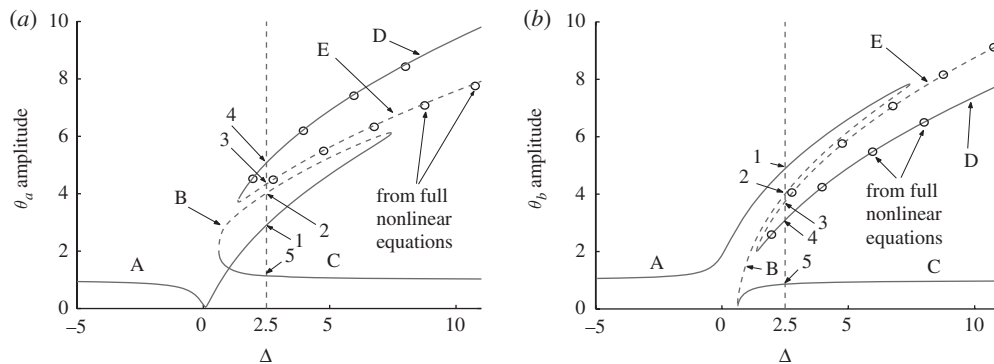 (a)
10
8
6
4
2
0
θa amplitude
−5
0
2.5
5
10
Δ
A
B
C
D
E
4
3
2
1
5
from full
nonlinear
equations
(b)
10
8
6
4
2
0
θb amplitude
−5
0
2.5
5
10
Δ
A
B
C
D
E
1
2
3
4
5
from full
nonlinear
equations